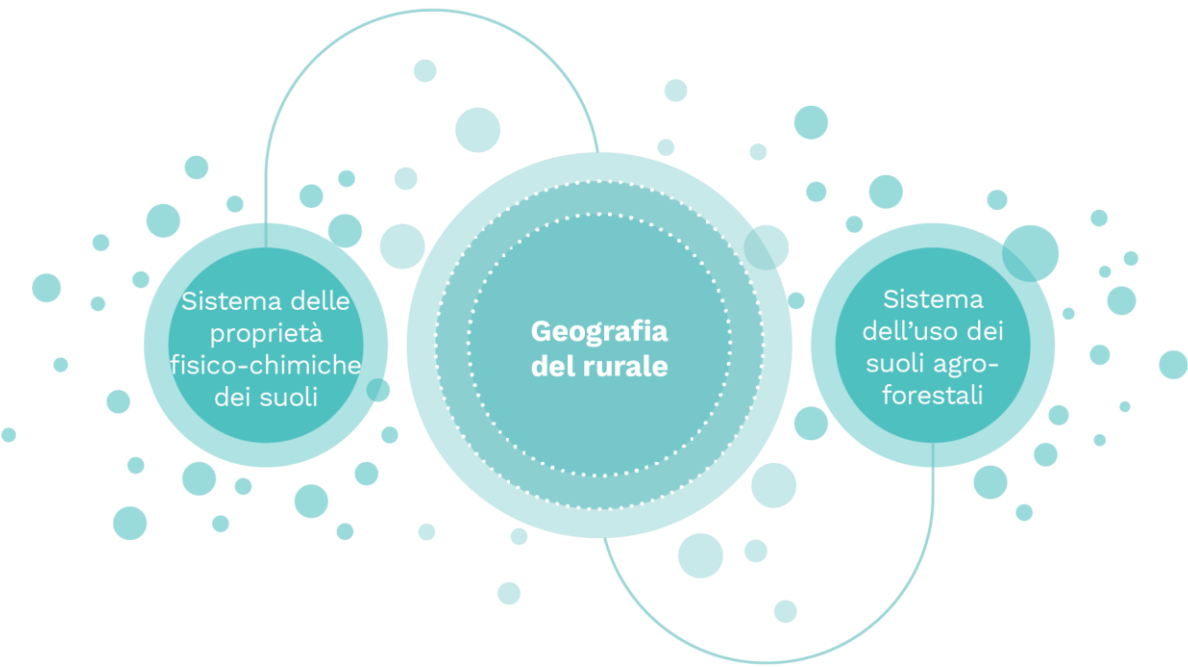 Sistema delle
proprietà
fisico-chimiche
dei suoli
Geografia
del rurale
Sistema
dell’uso dei
suoli agro-
forestali